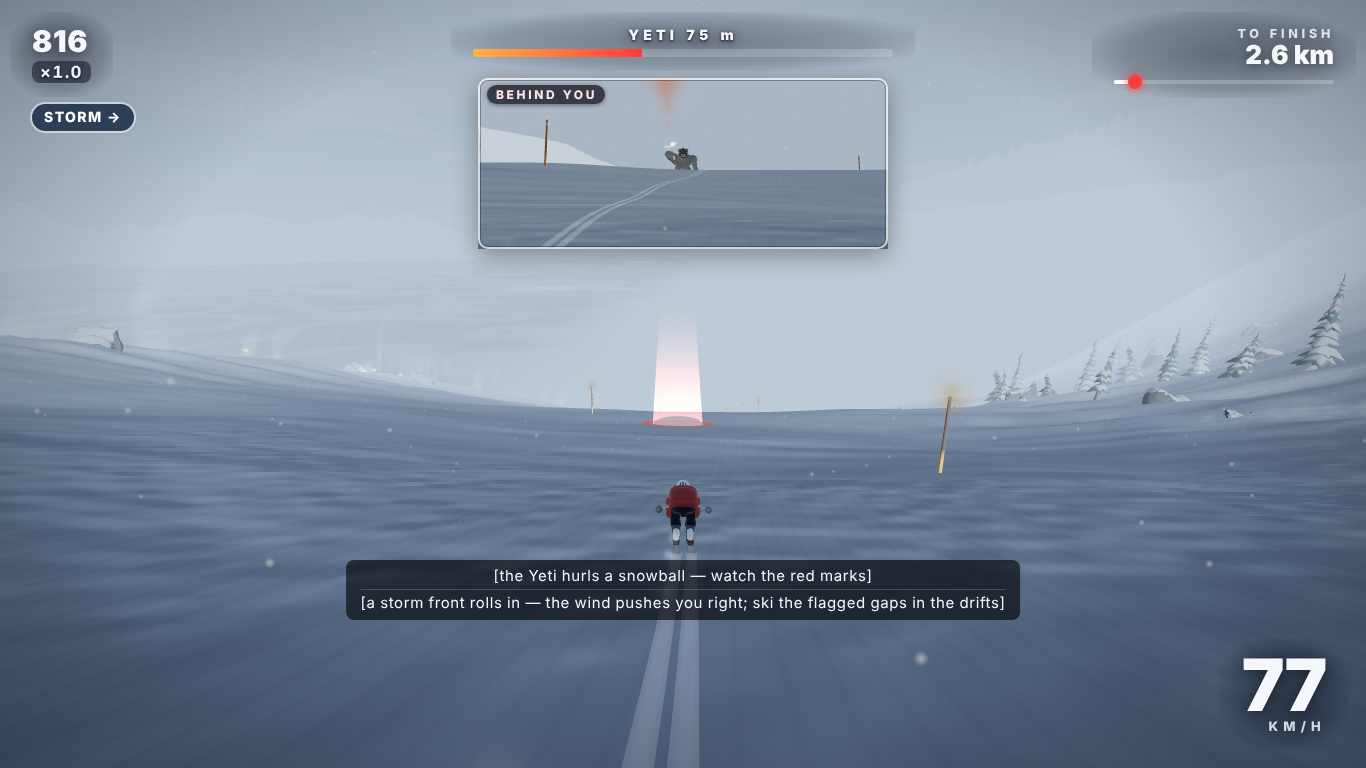 816
×1.0
STORM →
YETI 75 m
BEHIND YOU
TO FINISH
2.6 km
[the Yeti hurls a snowball — watch the red marks]
[a storm front rolls in — the wind pushes you right; ski the flagged gaps in the drifts]
77
KM/H